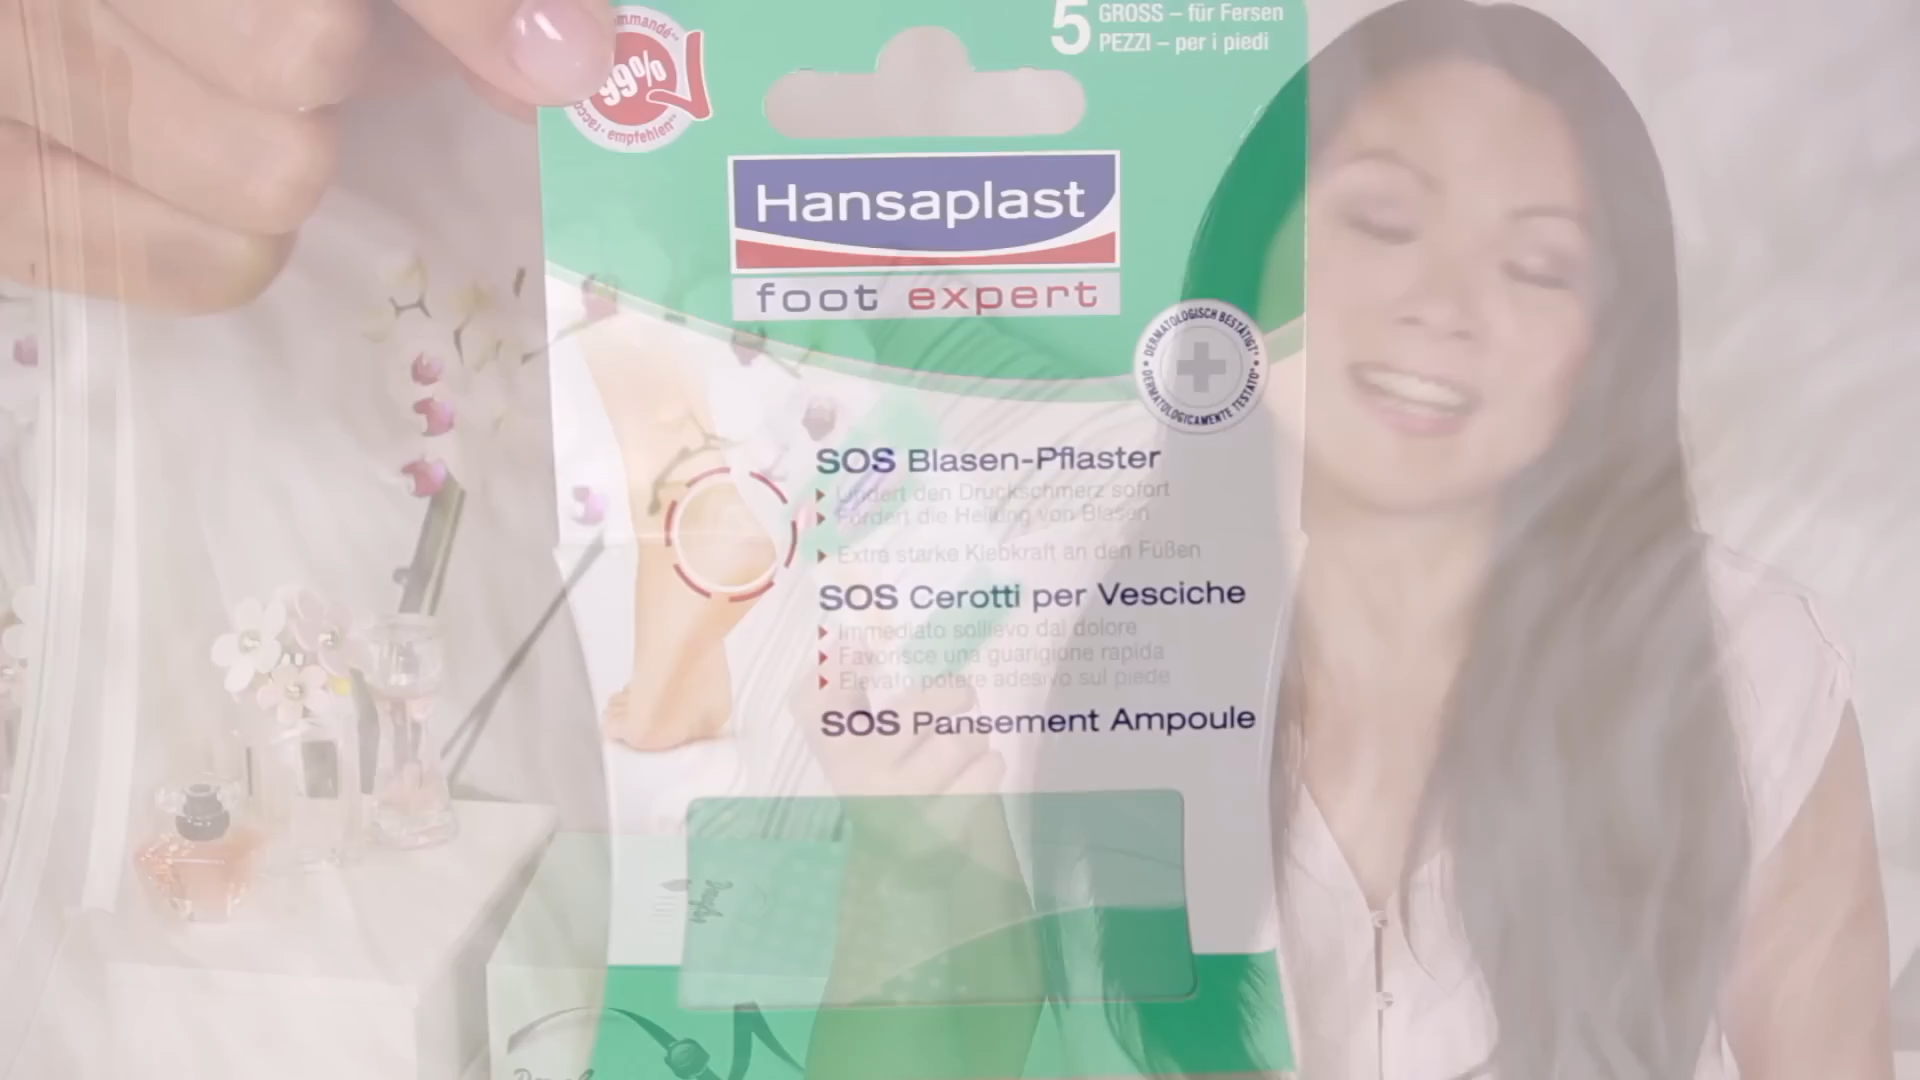 5 GROSS – für Fersen
PEZZI – per i piedi
99%
empfehlen**
Hansaplast
foot expert
• DERMATOLOGISCH BESTÄTIGT* •
DERMATOLOGICAMENTE TESTATO*
SOS Blasen-Pflaster
Lindert den Druckschmerz sofort
Fördert die Heilung von Blasen
Extra starke Klebkraft an den Füßen
SOS Cerotti per Vesciche
Immediato sollievo dal dolore
Favorisce una guarigione rapida
Elevato potere adesivo sul piede
SOS Pansement Ampoule